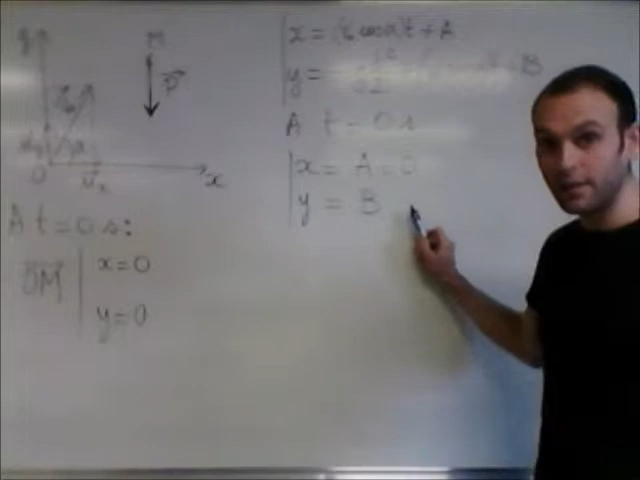 y
M
P
O
x
A t = 0 s:
OM
x=0
y=0
x = (V₀ cosα)t + A
y =
+ B
A t = 0 s
x = A = 0
y = B